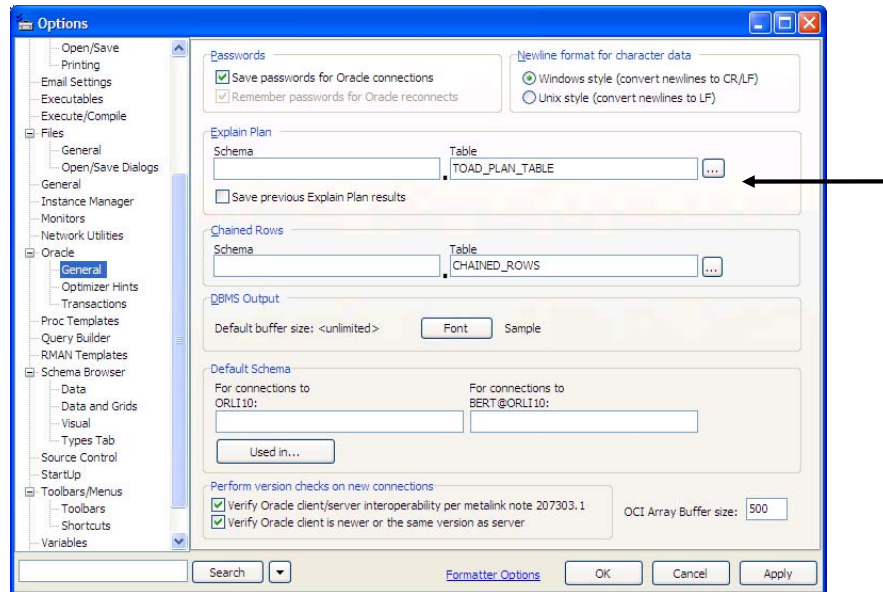 Options
Open/Save
Printing
Email Settings
Executables
Execute/Compile
Files
General
Open/Save Dialogs
General
Instance Manager
Monitors
Network Utilities
Oracle
General
Optimizer Hints
Transactions
Proc Templates
Query Builder
RMAN Templates
Schema Browser
Data
Data and Grids
Visual
Types Tab
Source Control
StartUp
Toolbars/Menus
Toolbars
Shortcuts
Variables
Passwords
Save passwords for Oracle connections
Remember passwords for Oracle reconnects
Newline format for character data
Windows style (convert newlines to CR/LF)
Unix style (convert newlines to LF)
Explain Plan
Schema Table
. TOAD_PLAN_TABLE ...
Save previous Explain Plan results
Chained Rows
Schema Table
. CHAINED_ROWS ...
DBMS Output
Default buffer size: <unlimited> Font Sample
Default Schema
For connections to
ORLI10:
For connections to
BERT@ORLI10:
Used in...
Perform version checks on new connections
Verify Oracle client/server interoperability per metalink note 207303.1
Verify Oracle client is newer or the same version as server
OCI Array Buffer size: 500
Search Formatter Options OK Cancel Apply